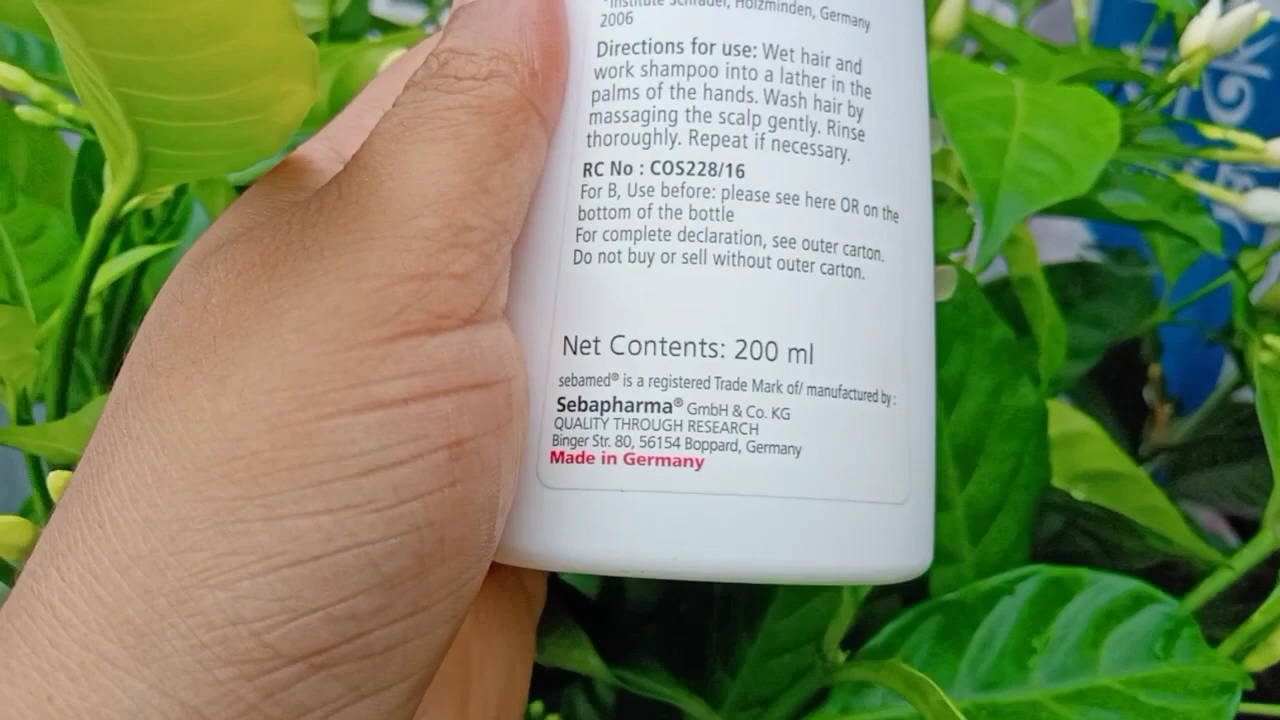 *Institute Schrader, Holzminden, Germany
2006
Directions for use: Wet hair and
work shampoo into a lather in the
palms of the hands. Wash hair by
massaging the scalp gently. Rinse
thoroughly. Repeat if necessary.
RC No : COS228/16
For B, Use before: please see here OR on the
bottom of the bottle
For complete declaration, see outer carton.
Do not buy or sell without outer carton.
Net Contents: 200 ml
sebamed® is a registered Trade Mark of/ manufactured by :
Sebapharma® GmbH & Co. KG
QUALITY THROUGH RESEARCH
Binger Str. 80, 56154 Boppard, Germany
Made in Germany